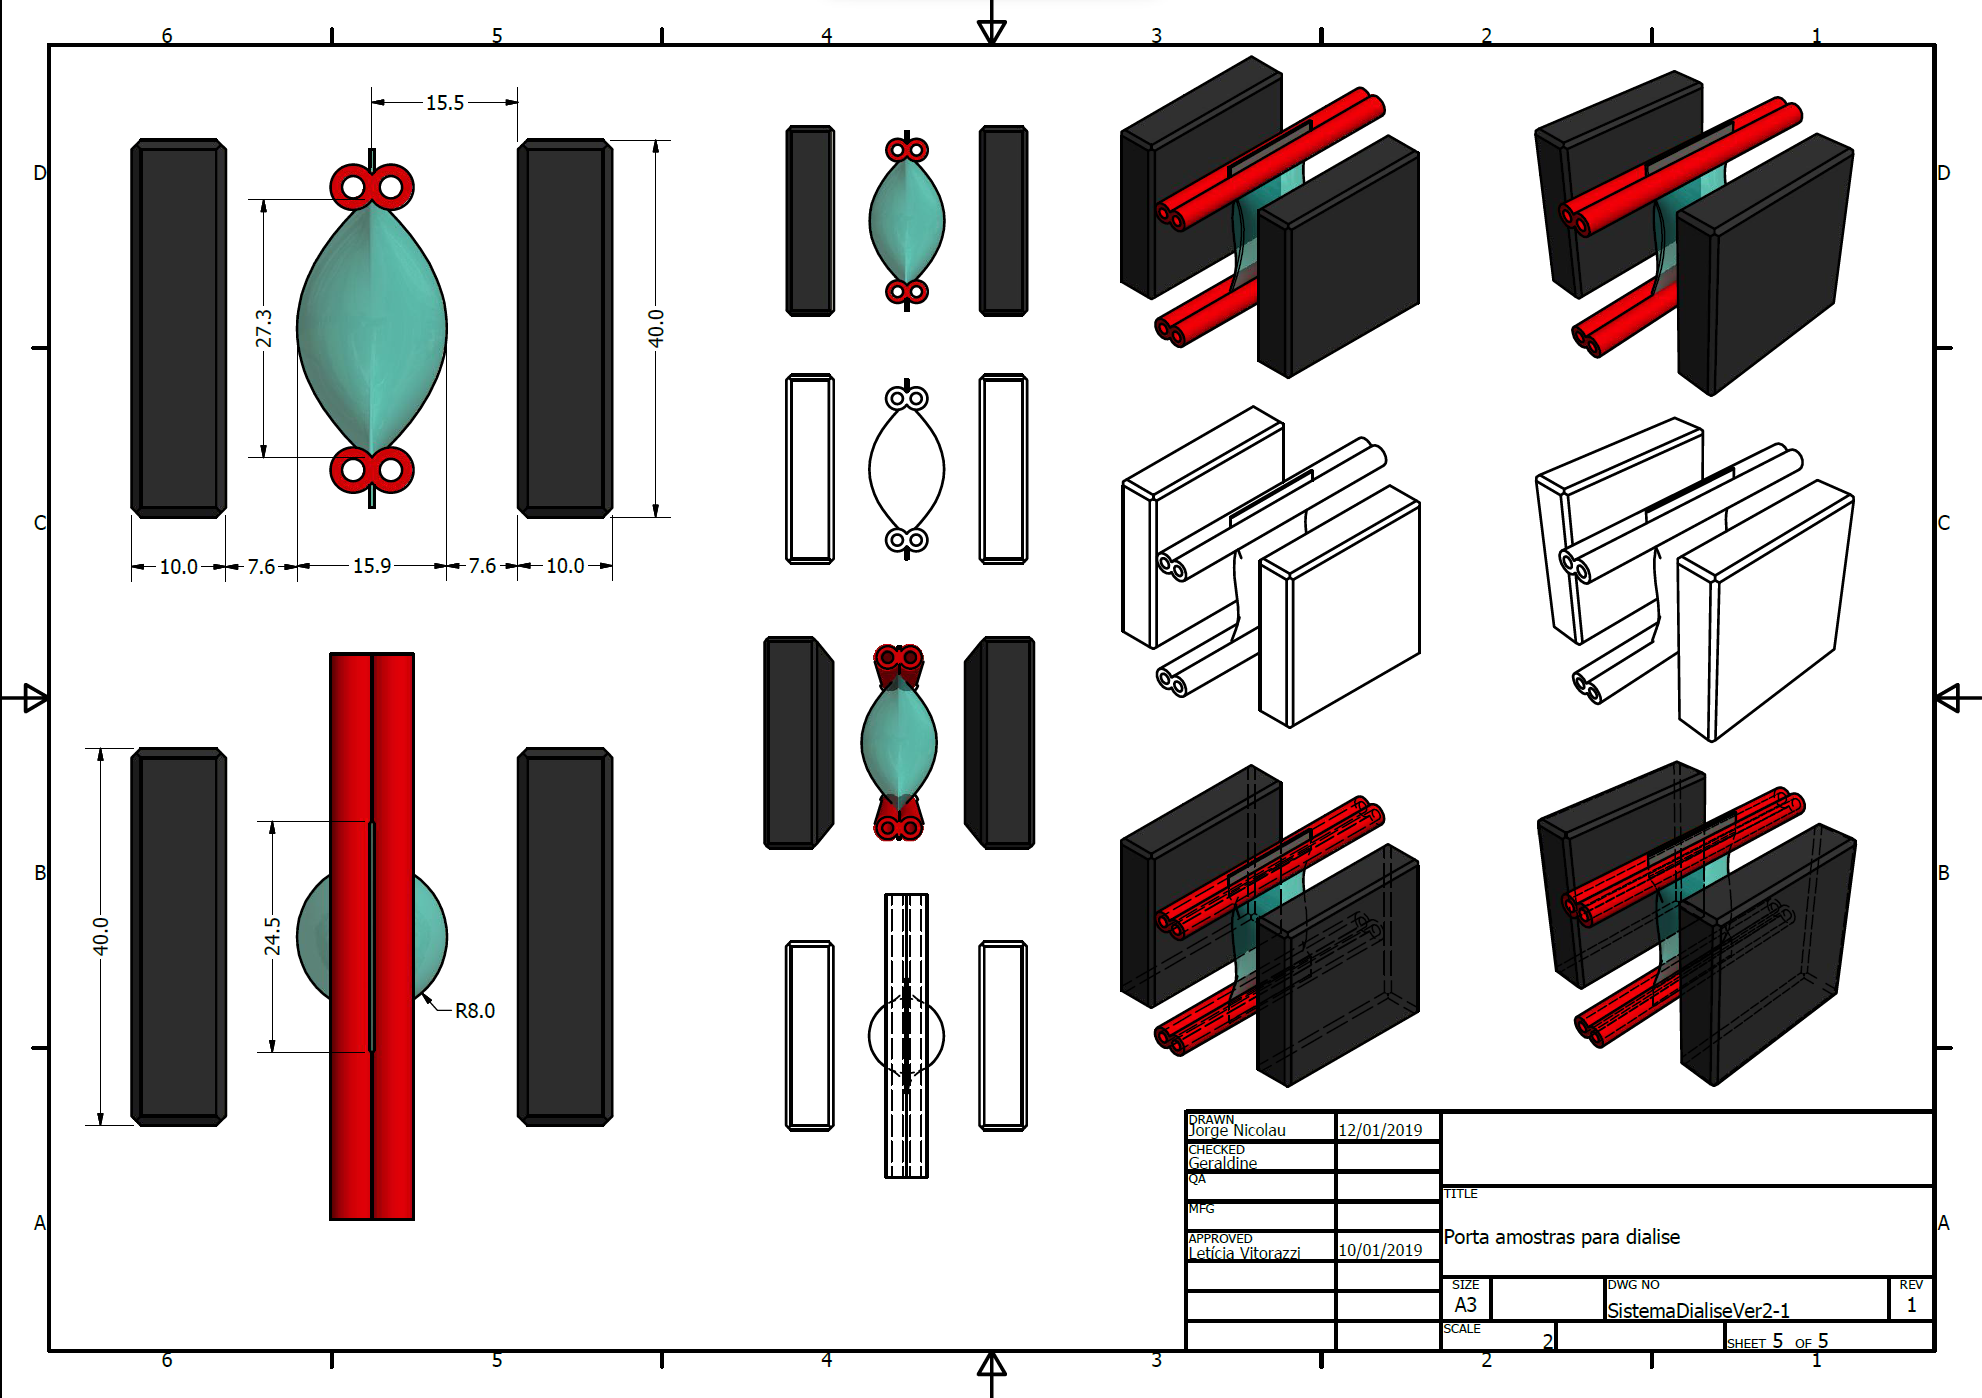 6 5 4 3 2 1
D D
C C
B B
A A
15.5
27.3
40.0
10.0 7.6 15.9 7.6 10.0
40.0
24.5
R8.0
DRAWN
Jorge Nicolau 12/01/2019
CHECKED
Geraldine
QA
MFG
APPROVED
Letícia Vitorazzi 10/01/2019
TITLE
Porta amostras para dialise
SIZE
A3
DWG NO
SistemaDialiseVer2-1
REV
1
SCALE
2
SHEET 5 OF 5
6 5 4 3 2 1